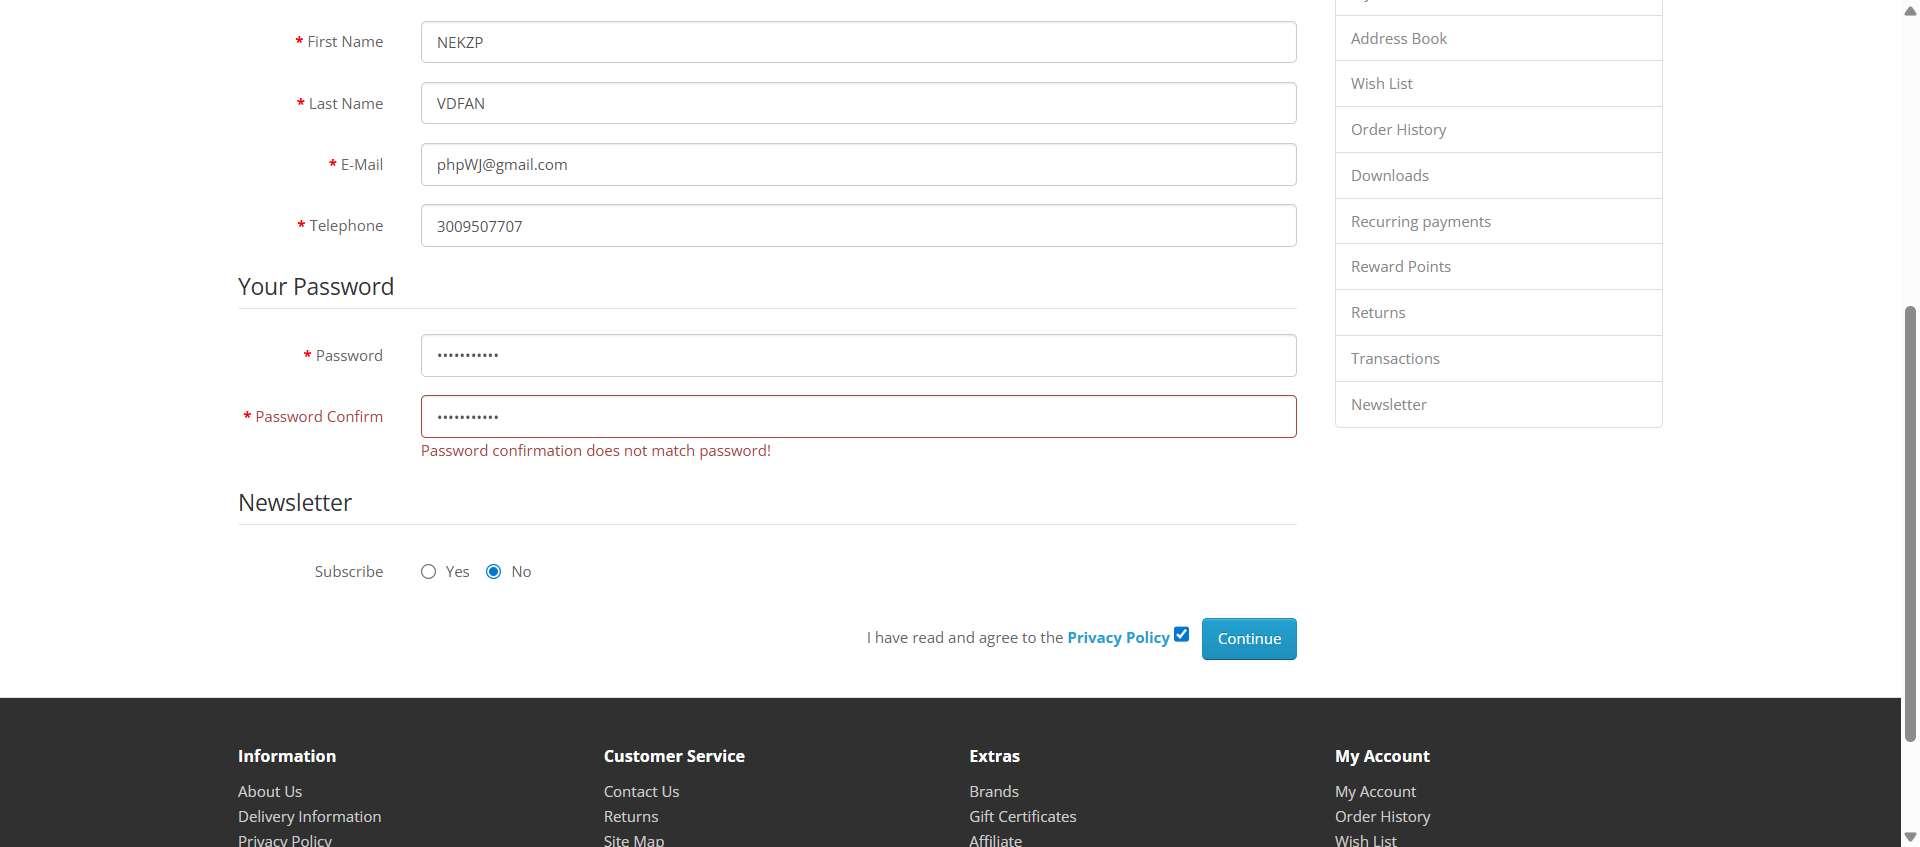 * First Name
NEKZP
* Last Name
VDFAN
* E-Mail
phpWJ@gmail.com
* Telephone
3009507707
Your Password
* Password
•••••••••••
* Password Confirm
•••••••••••
Password confirmation does not match password!
Newsletter
Subscribe
Yes
No
I have read and agree to the Privacy Policy
Continue
Address Book
Wish List
Order History
Downloads
Recurring payments
Reward Points
Returns
Transactions
Newsletter
Information
About Us
Delivery Information
Privacy Policy
Customer Service
Contact Us
Returns
Site Map
Extras
Brands
Gift Certificates
Affiliate
My Account
My Account
Order History
Wish List